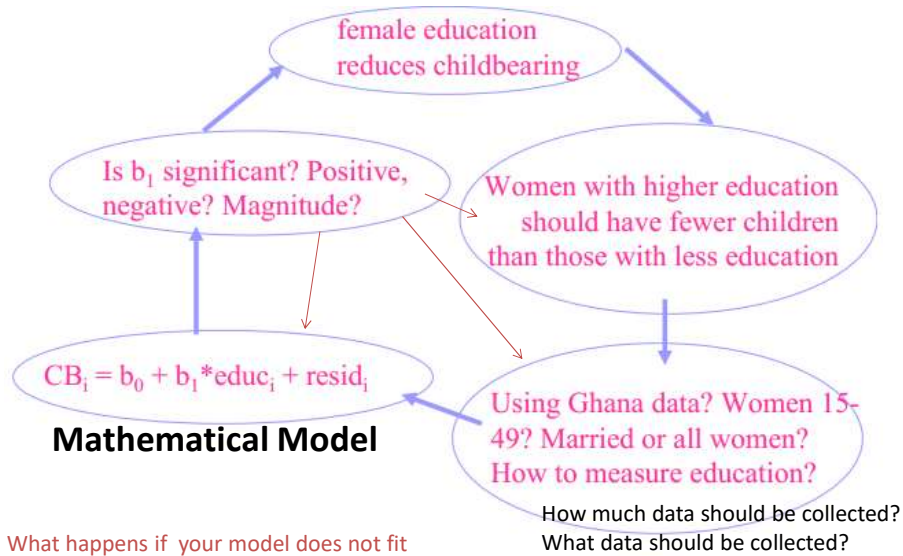 female education
reduces childbearing
Women with higher education
should have fewer children
than those with less education
Using Ghana data? Women 15-
49? Married or all women?
How to measure education?
How much data should be collected?
What data should be collected?
CBᵢ = b₀ + b₁*educᵢ + residᵢ
Mathematical Model
Is b₁ significant? Positive,
negative? Magnitude?
What happens if your model does not fit